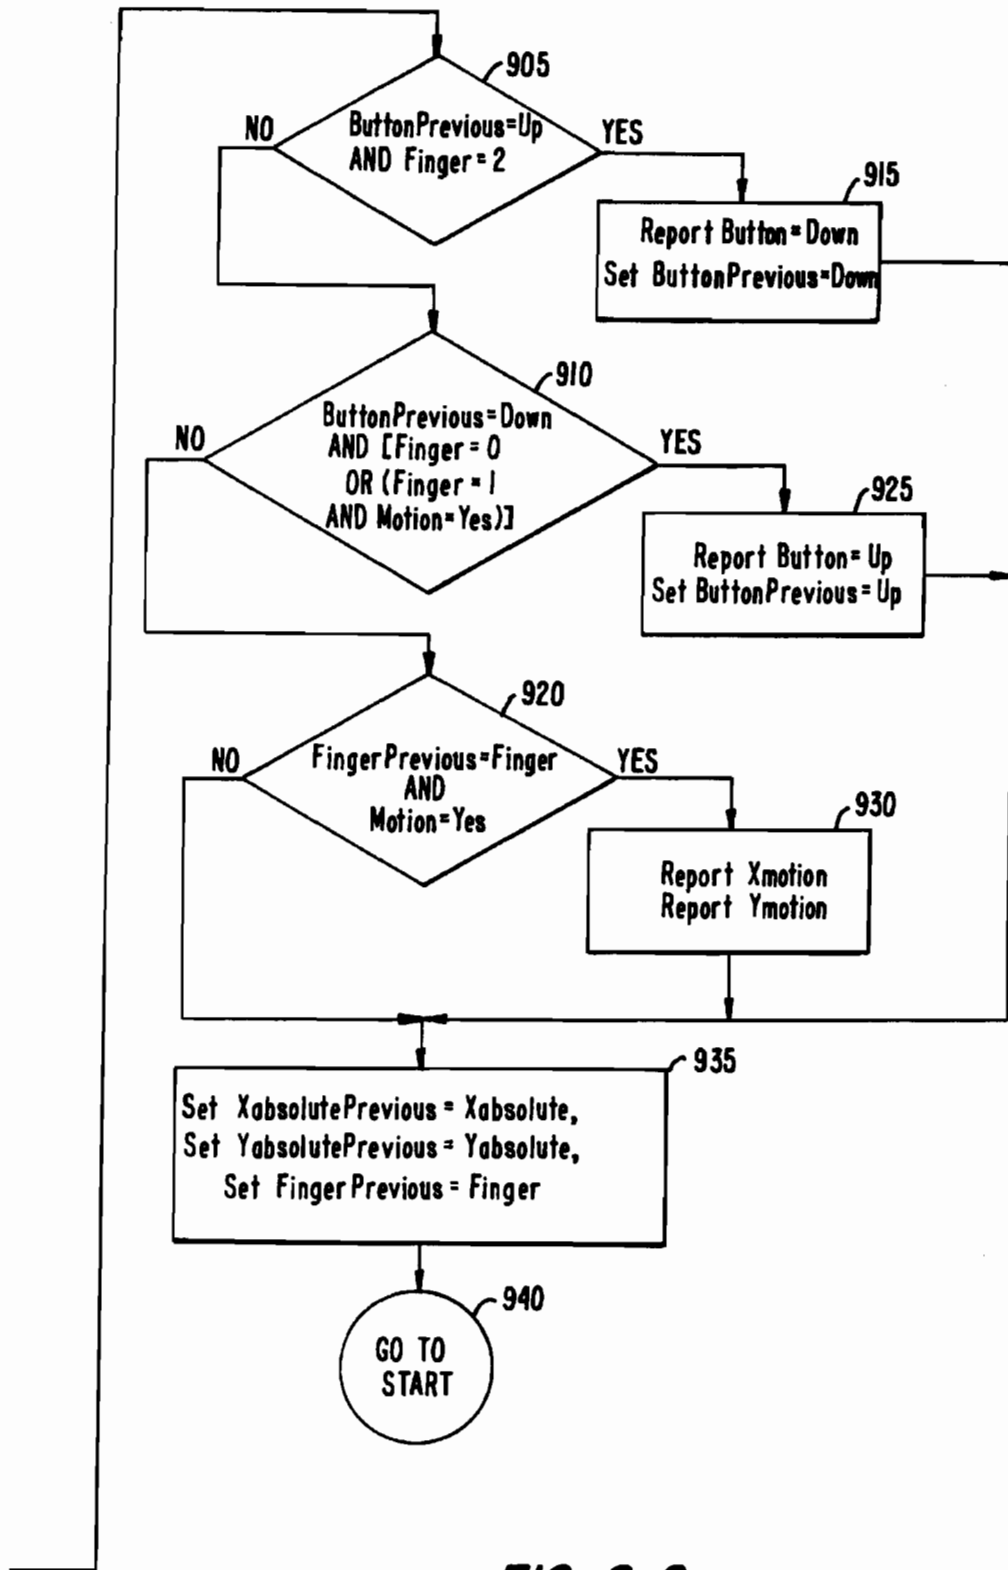 905
ButtonPrevious=Up
AND Finger=2
NO
YES
915
Report Button=Down
Set ButtonPrevious=Down
910
ButtonPrevious=Down
AND [Finger=0
OR (Finger=1
AND Motion=Yes)]
NO
YES
925
Report Button=Up
Set ButtonPrevious=Up
920
FingerPrevious=Finger
AND
Motion=Yes
NO
YES
930
Report Xmotion
Report Ymotion
935
Set XabsolutePrevious=Xabsolute,
Set YabsolutePrevious=Yabsolute,
Set FingerPrevious=Finger
940
GO TO
START